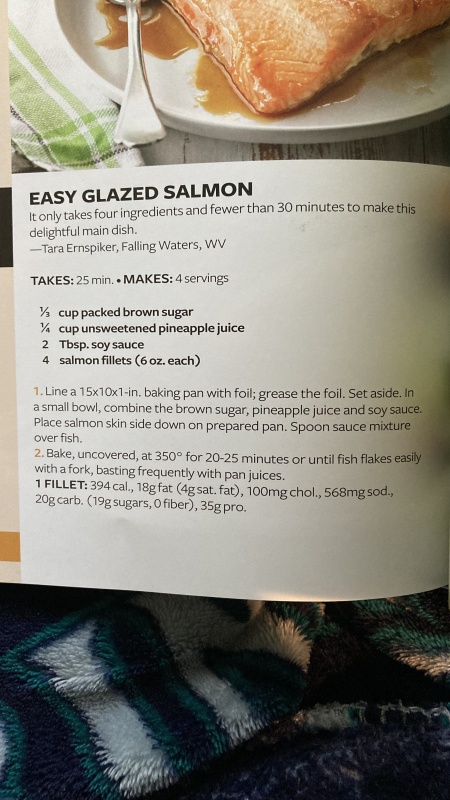 EASY GLAZED SALMON
It only takes four ingredients and fewer than 30 minutes to make this
delightful main dish.
—Tara Ernspiker, Falling Waters, WV
TAKES: 25 min. • MAKES: 4 servings
⅓ cup packed brown sugar
¼ cup unsweetened pineapple juice
2 Tbsp. soy sauce
4 salmon fillets (6 oz. each)
1. Line a 15x10x1-in. baking pan with foil; grease the foil. Set aside. In
a small bowl, combine the brown sugar, pineapple juice and soy sauce.
Place salmon skin side down on prepared pan. Spoon sauce mixture
over fish.
2. Bake, uncovered, at 350° for 20-25 minutes or until fish flakes easily
with a fork, basting frequently with pan juices.
1 FILLET: 394 cal., 18g fat (4g sat. fat), 100mg chol., 568mg sod.,
20g carb. (19g sugars, 0 fiber), 35g pro.